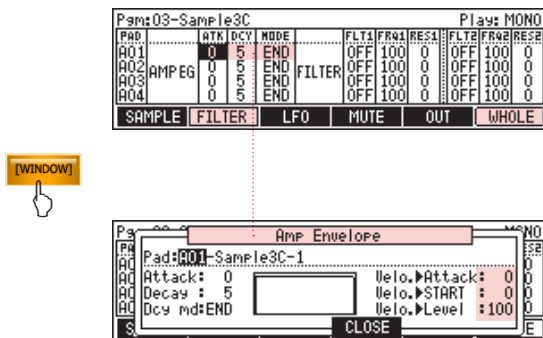 Pgm:03-Sample3C Play: MONO
PAD ATK DCY MODE FLT1 FRQ1 RES1 FLT2 FRQ2 RES2
A01 0 5 END OFF 100 0 OFF 100 0
A02 AMP EG 0 5 END FILTER OFF 100 0 OFF 100 0
A03 0 5 END OFF 100 0 OFF 100 0
A04 0 5 END OFF 100 0 OFF 100 0
SAMPLE FILTER LFO MUTE OUT WHOLE
[WINDOW]
Amp Envelope
Pad:A01-Sample3C-1
Attack: 0 Velo.▶Attack: 0
Decay : 5 Velo.▶START : 0
Dcy md:END Velo.▶Level :100
CLOSE